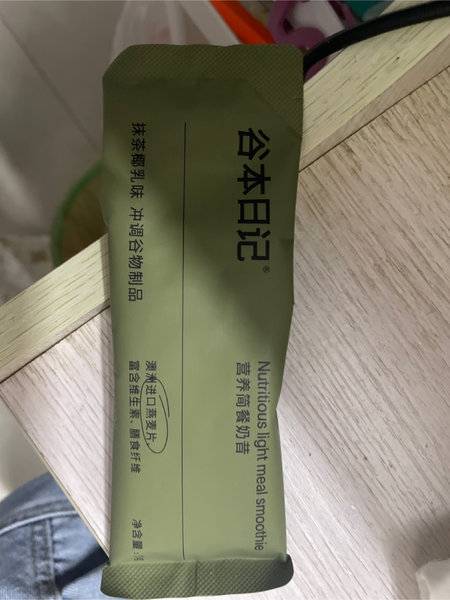 谷本日记®
Nutritious light meal smoothie
营养简餐奶昔
抹茶椰乳味 冲调谷物制品
澳洲进口燕麦片,
富含维生素、膳食纤维
净含量: